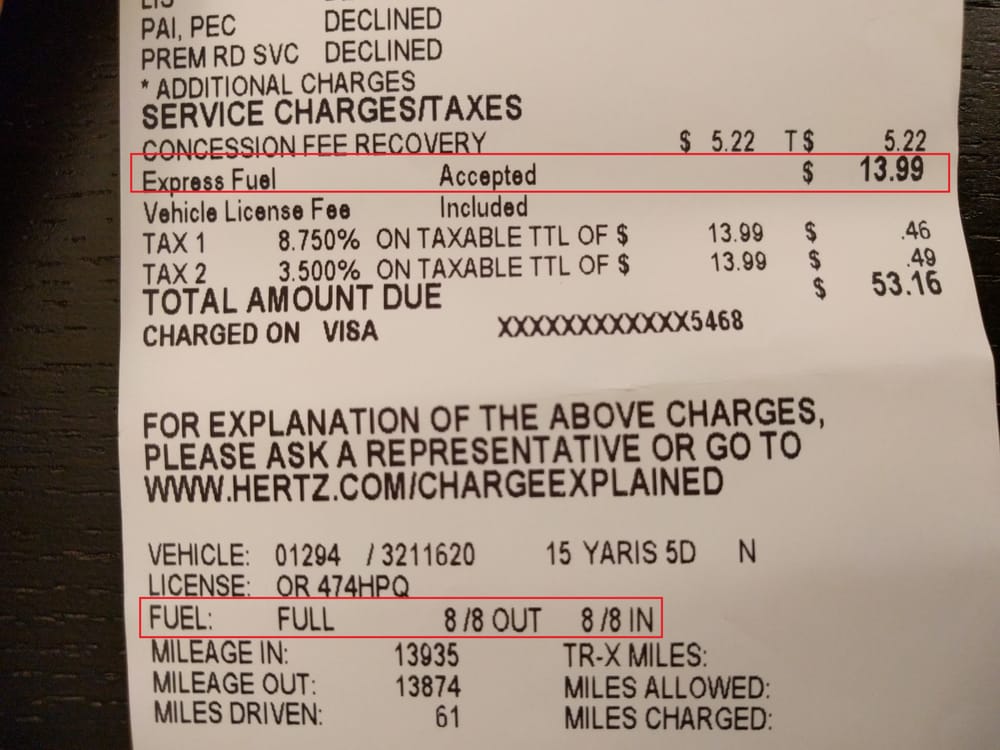 PAI, PEC DECLINED
PREM RD SVC DECLINED
* ADDITIONAL CHARGES
SERVICE CHARGES/TAXES
CONCESSION FEE RECOVERY $ 5.22 T $ 5.22
Express Fuel Accepted $ 13.99
Vehicle License Fee Included
TAX 1 8.750% ON TAXABLE TTL OF $ 13.99 $ .46
TAX 2 3.500% ON TAXABLE TTL OF $ 13.99 $ .49
TOTAL AMOUNT DUE $ 53.16
CHARGED ON VISA XXXXXXXXXXXX5468
FOR EXPLANATION OF THE ABOVE CHARGES,
PLEASE ASK A REPRESENTATIVE OR GO TO
WWW.HERTZ.COM/CHARGEEXPLAINED
VEHICLE: 01294 / 3211620 15 YARIS 5D N
LICENSE: OR 474HPQ
FUEL: FULL 8/8 OUT 8/8 IN
MILEAGE IN: 13935 TR-X MILES:
MILEAGE OUT: 13874 MILES ALLOWED:
MILES DRIVEN: 61 MILES CHARGED: